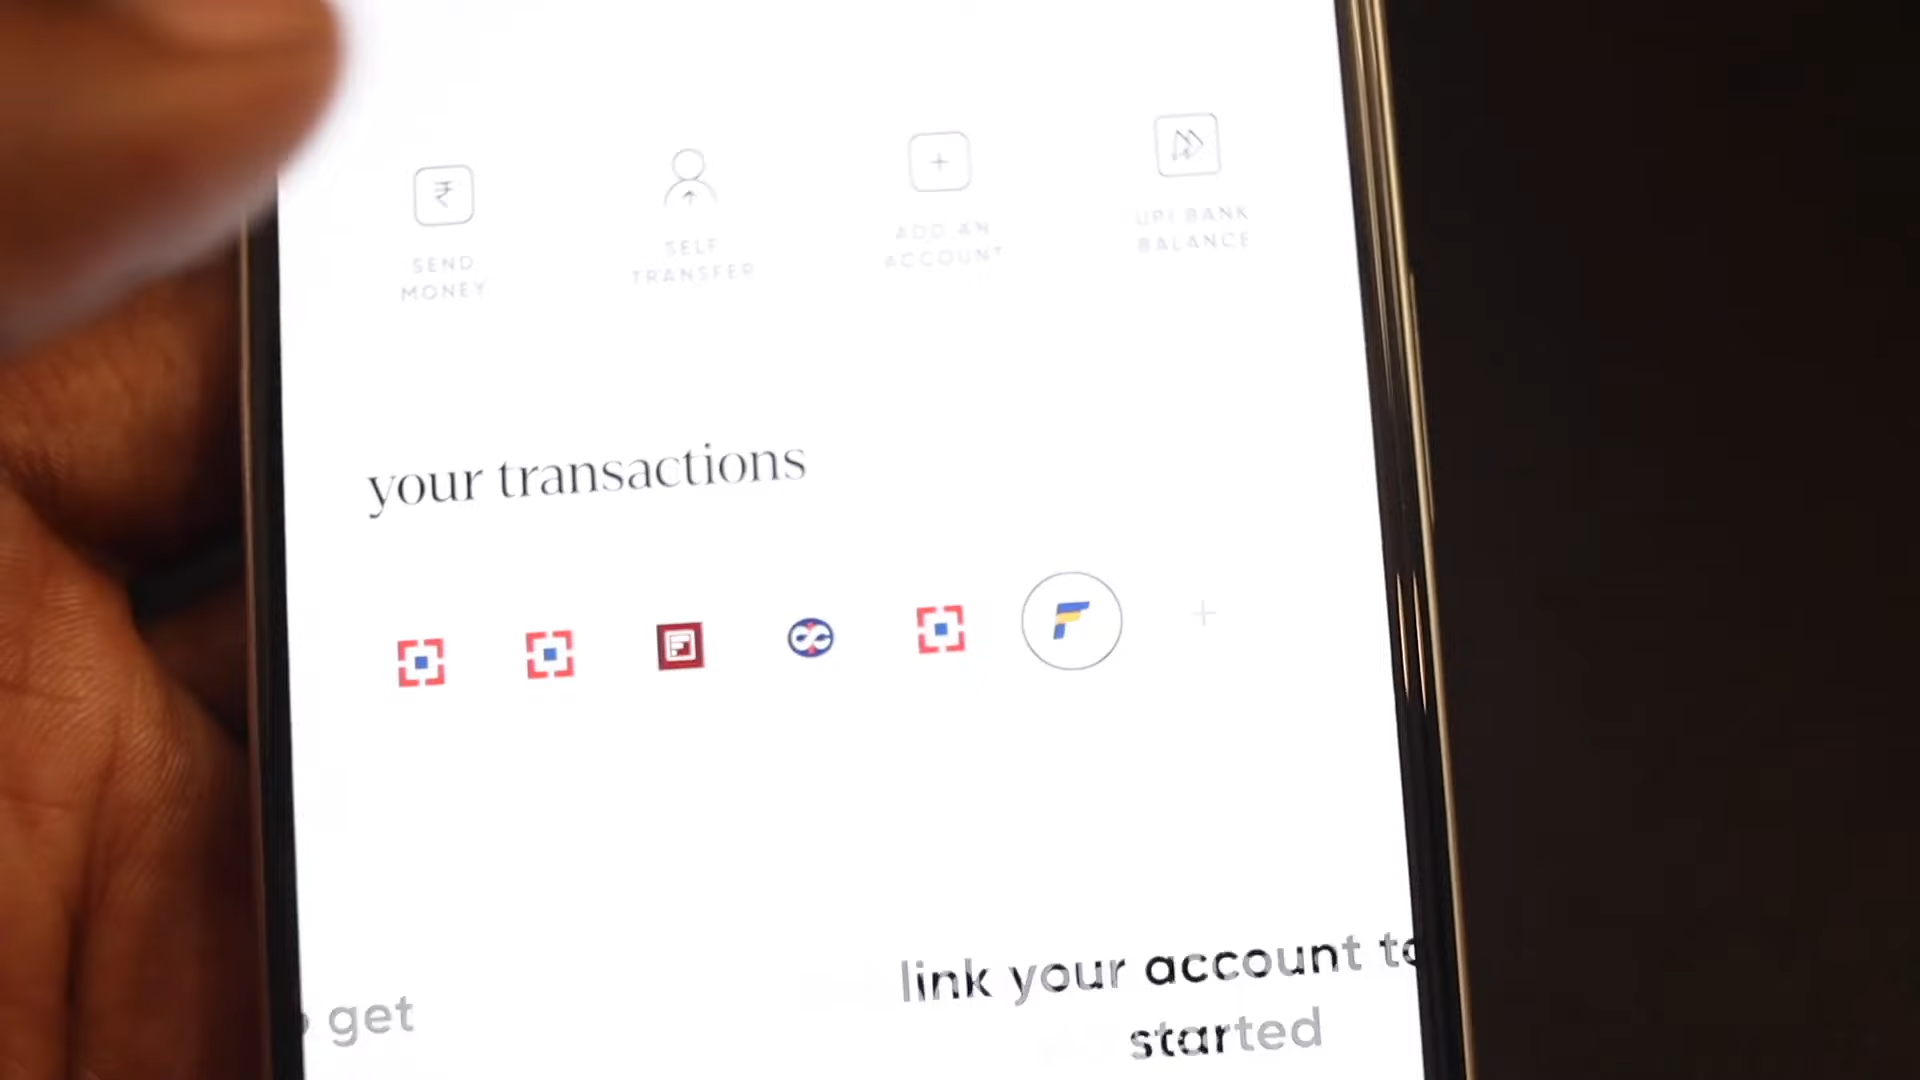 SEND
MONEY
SELF
TRANSFER
ADD AN
ACCOUNT
UPI BANK
BALANCE
your transactions
get
link your account to
started